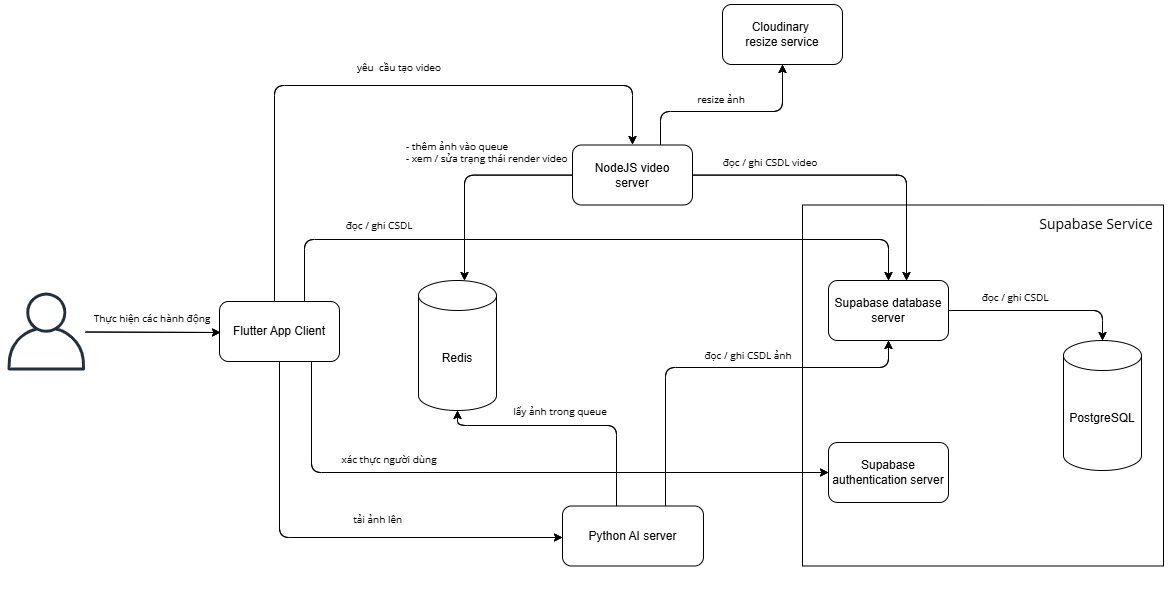 Cloudinary
resize service
yêu cầu tạo video
resize ảnh
- thêm ảnh vào queue
- xem / sửa trạng thái render video
NodeJS video
server
đọc / ghi CSDL video
đọc / ghi CSDL
Supabase Service
Thực hiện các hành động
Flutter App Client
Redis
Supabase database
server
đọc / ghi CSDL
đọc / ghi CSDL ảnh
PostgreSQL
lấy ảnh trong queue
xác thực người dùng
Supabase
authentication server
tải ảnh lên
Python AI server